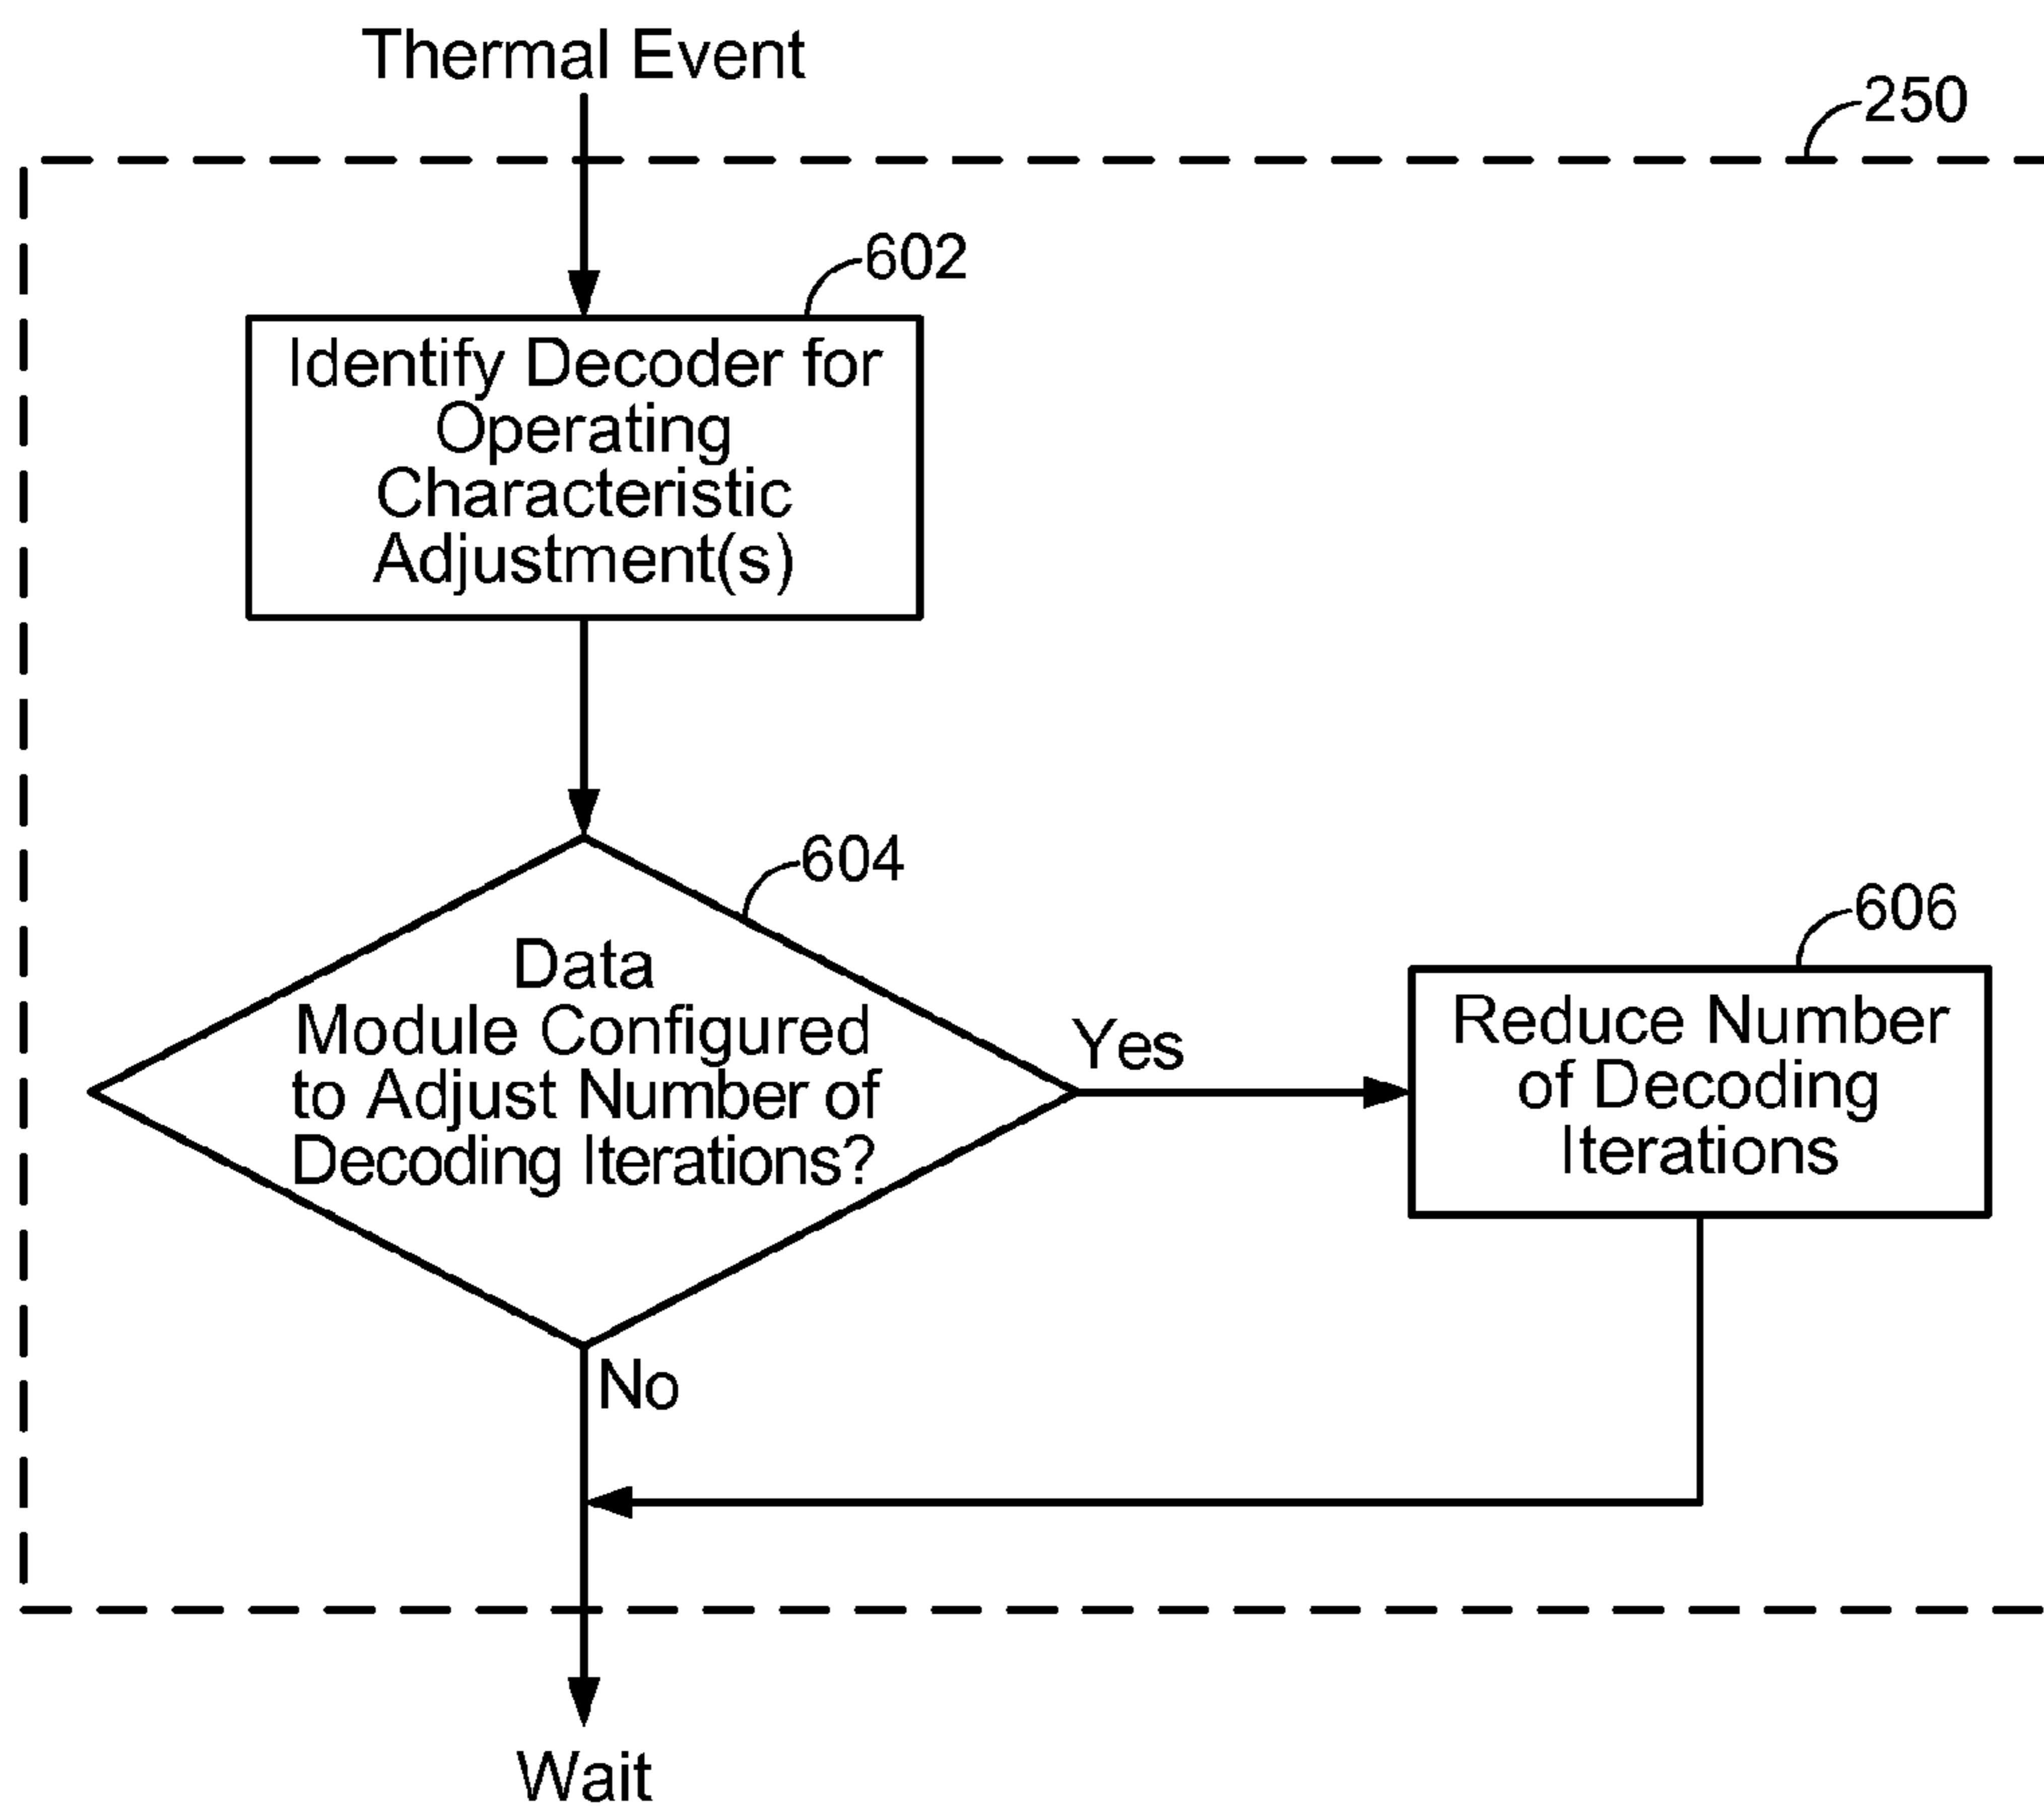 Thermal Event
250
602
Identify Decoder for
Operating
Characteristic
Adjustment(s)
604
Data
Module Configured
to Adjust Number of
Decoding Iterations?
Yes
606
Reduce Number
of Decoding
Iterations
No
Wait